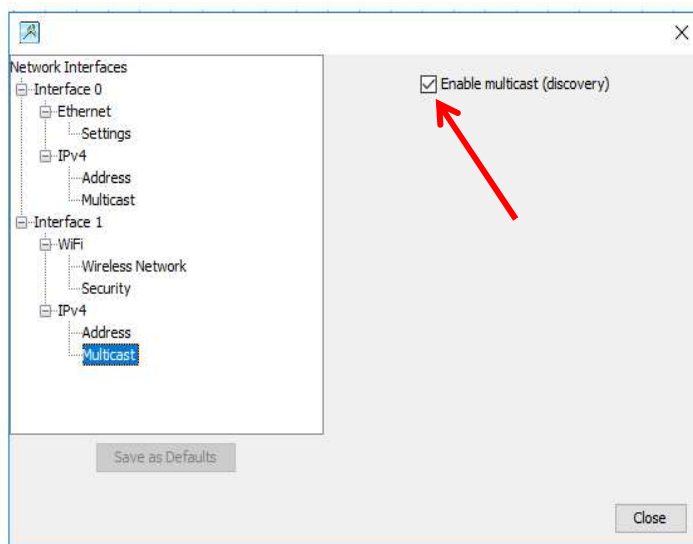 Network Interfaces
Interface 0
Ethernet
Settings
IPv4
Address
Multicast
Interface 1
WiFi
Wireless Network
Security
IPv4
Address
Multicast
Enable multicast (discovery)
Save as Defaults
Close